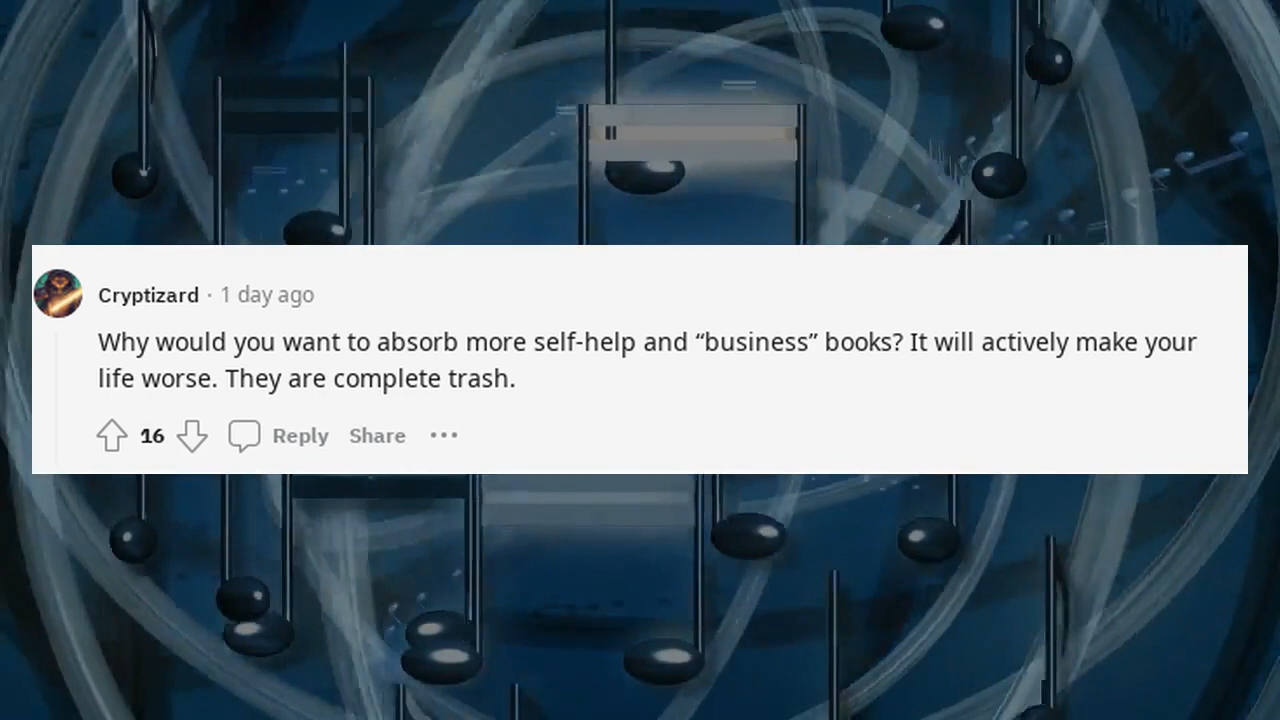 Cryptizard · 1 day ago
Why would you want to absorb more self-help and “business” books? It will actively make your
life worse. They are complete trash.
16 Reply Share ···